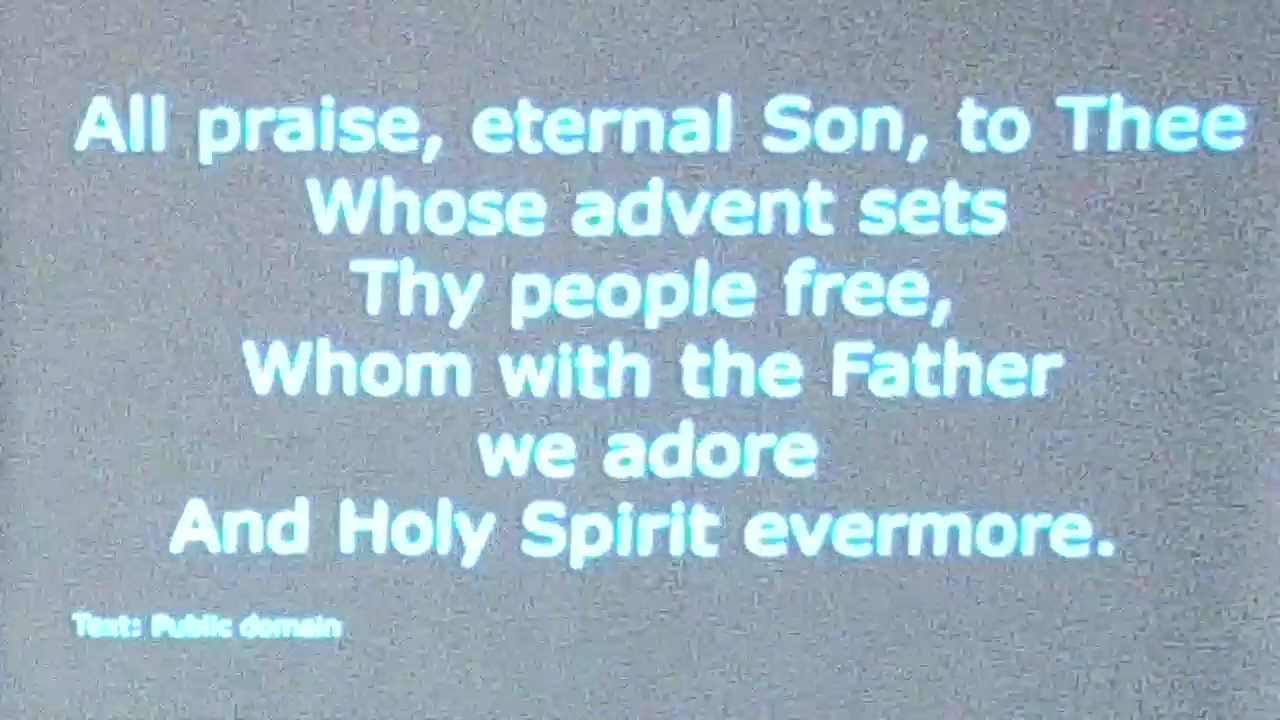 All praise, eternal Son, to Thee
Whose advent sets
Thy people free,
Whom with the Father
we adore
And Holy Spirit evermore.
Text: Public domain